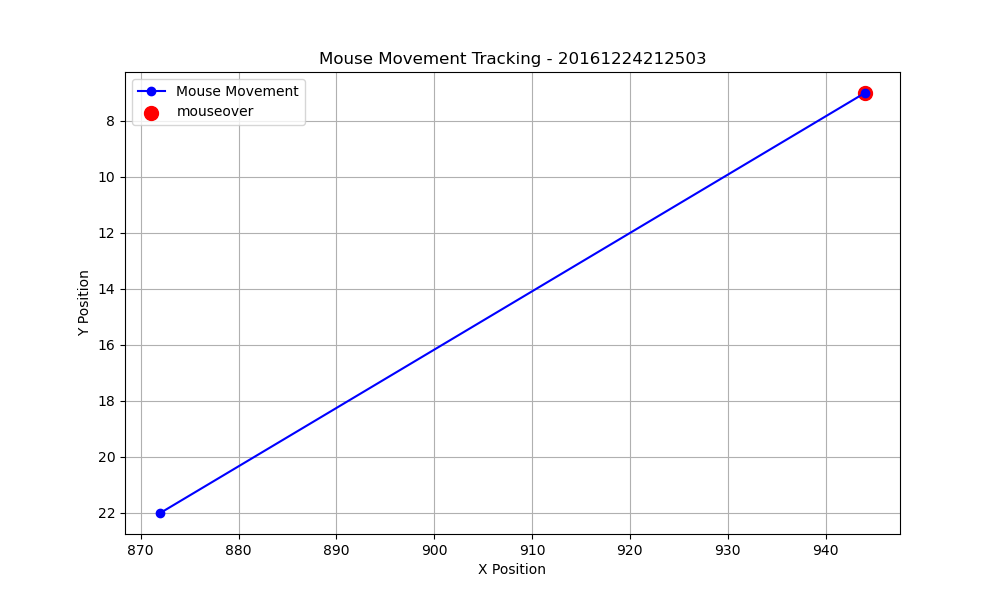 Mouse Movement Tracking - 20161224212503
Mouse Movement
mouseover
8
10
12
14
16
18
20
22
Y Position
870 880 890 900 910 920 930 940
X Position